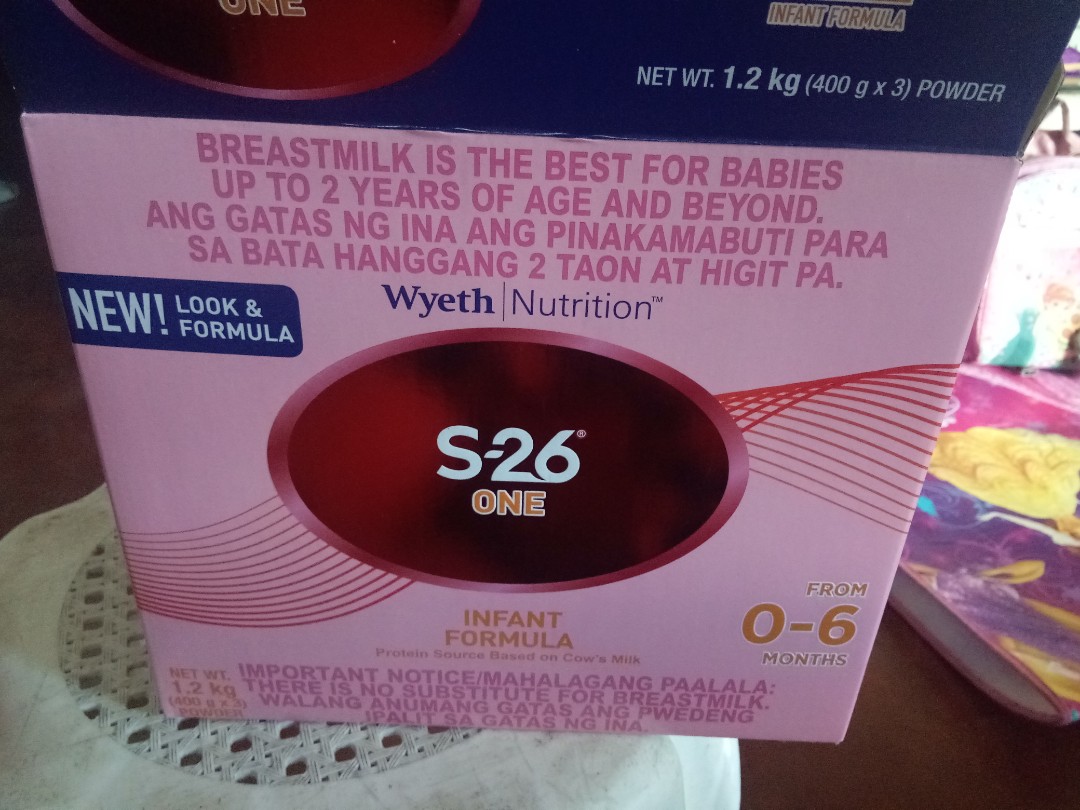 ONE
INFANT FORMULA
NET WT. 1.2 kg (400 g x 3) POWDER
BREASTMILK IS THE BEST FOR BABIES
UP TO 2 YEARS OF AGE AND BEYOND.
ANG GATAS NG INA ANG PINAKAMABUTI PARA
SA BATA HANGGANG 2 TAON AT HIGIT PA.
Wyeth Nutrition™
NEW! LOOK &
FORMULA
S-26®
ONE
INFANT
FORMULA
Protein Source Based on Cow's Milk
FROM
0-6
MONTHS
NET WT.
1.2 kg
(400 g x 3)
POWDER
IMPORTANT NOTICE/MAHALAGANG PAALALA:
THERE IS NO SUBSTITUTE FOR BREASTMILK.
WALANG ANUMANG GATAS ANG PWEDENG
IPALIT SA GATAS NG INA.